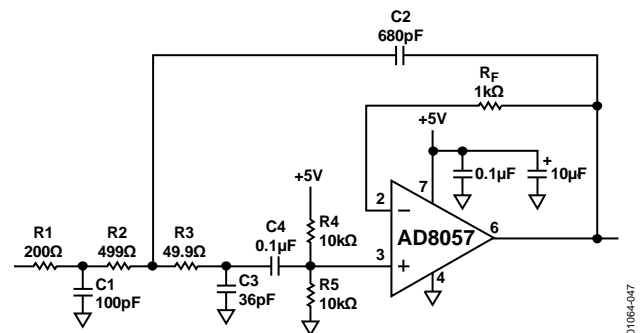 C2
680pF
RF
1kΩ
+5V
0.1µF
+
10µF
7
2
–
AD8057
6
3
+
4
+5V
R4
10kΩ
R5
10kΩ
C4
0.1µF
R1
200Ω
R2
499Ω
R3
49.9Ω
C1
100pF
C3
36pF
01064-047